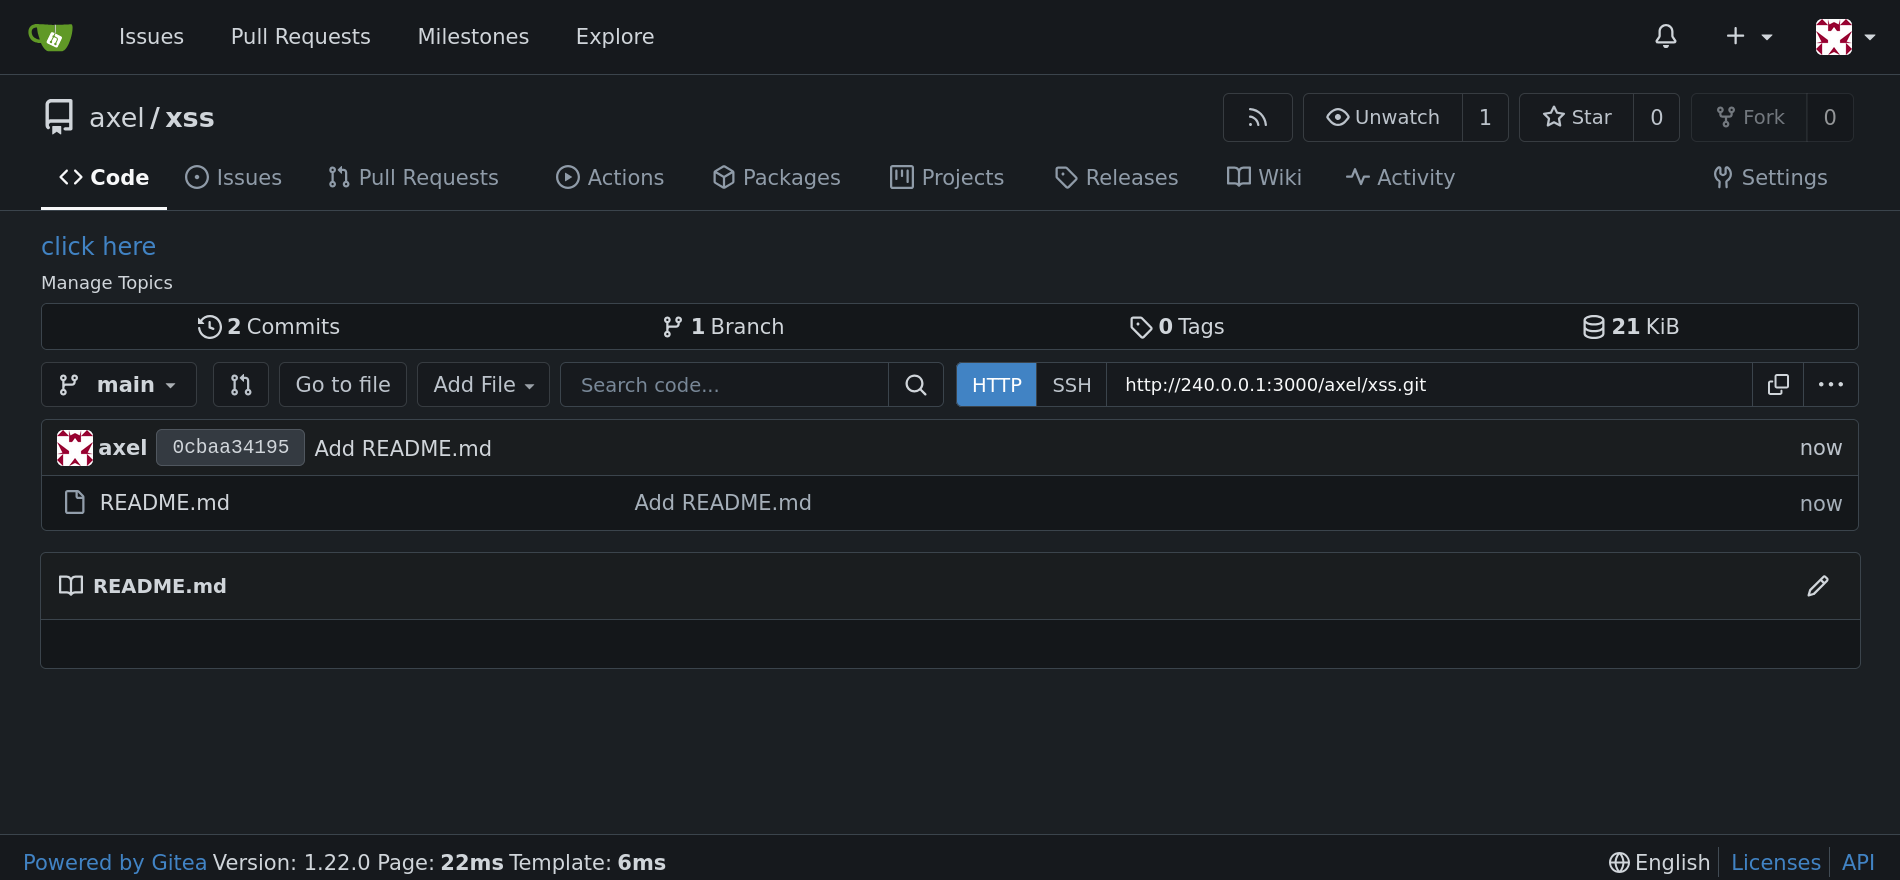 Issues Pull Requests Milestones Explore
axel / xss Unwatch 1 Star 0 Fork 0
Code Issues Pull Requests Actions Packages Projects Releases Wiki Activity Settings
click here
Manage Topics
2 Commits 1 Branch 0 Tags 21 KiB
main Go to file Add File Search code... HTTP SSH http://240.0.0.1:3000/axel/xss.git
axel 0cbaa34195 Add README.md now
README.md Add README.md now
README.md
Powered by Gitea Version: 1.22.0 Page: 22ms Template: 6ms English Licenses API